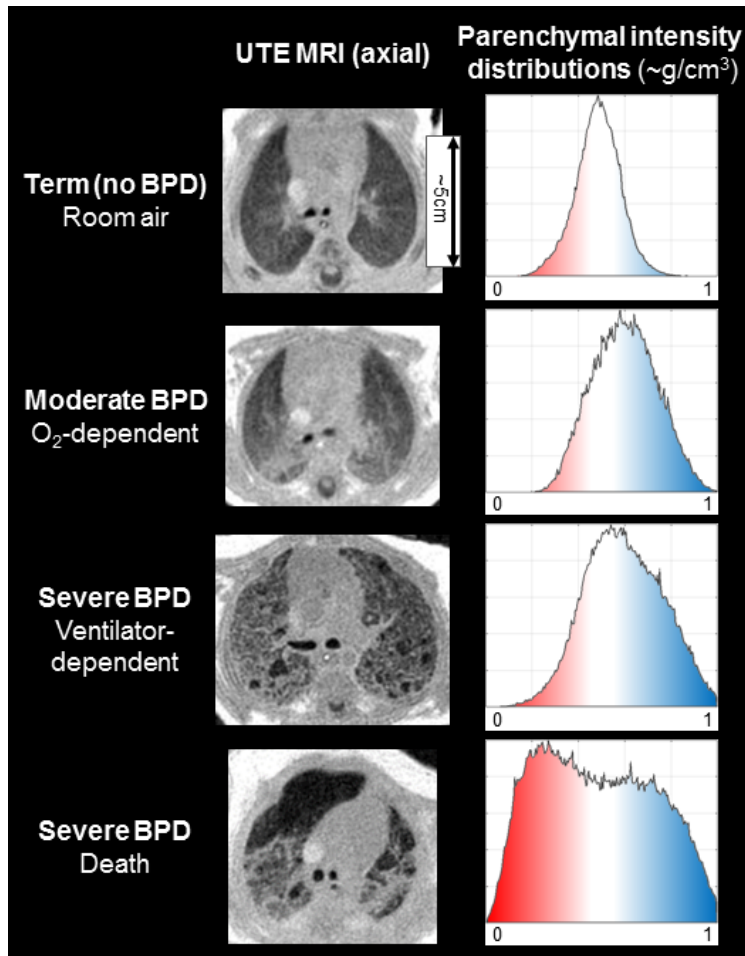 UTE MRI (axial)
Parenchymal intensity
distributions (~g/cm³)
Term (no BPD)
Room air
~5cm
0 1
Moderate BPD
O₂-dependent
0 1
Severe BPD
Ventilator-
dependent
0 1
Severe BPD
Death
0 1